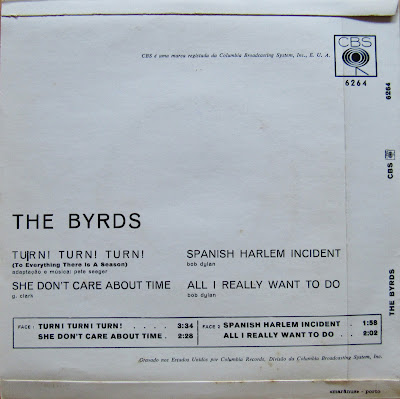 CBS é uma marca registada da Columbia Broadcasting System, Inc., E. U. A.
CBS
6264
6264
CBS
THE BYRDS
THE BYRDS
TURN! TURN! TURN!
(To Everything There Is A Season)
adaptação e música: pete seeger
SHE DON'T CARE ABOUT TIME
g. clark
SPANISH HARLEM INCIDENT
bob dylan
ALL I REALLY WANT TO DO
bob dylan
FACE 1 TURN! TURN! TURN! . . . . 3:34
SHE DON'T CARE ABOUT TIME . 2:28
FACE 2 SPANISH HARLEM INCIDENT . 1:58
ALL I REALLY WANT TO DO . . 2:02
Gravado nos Estados Unidos por Columbia Records, Divisão da Columbia Broadcasting System, Inc.